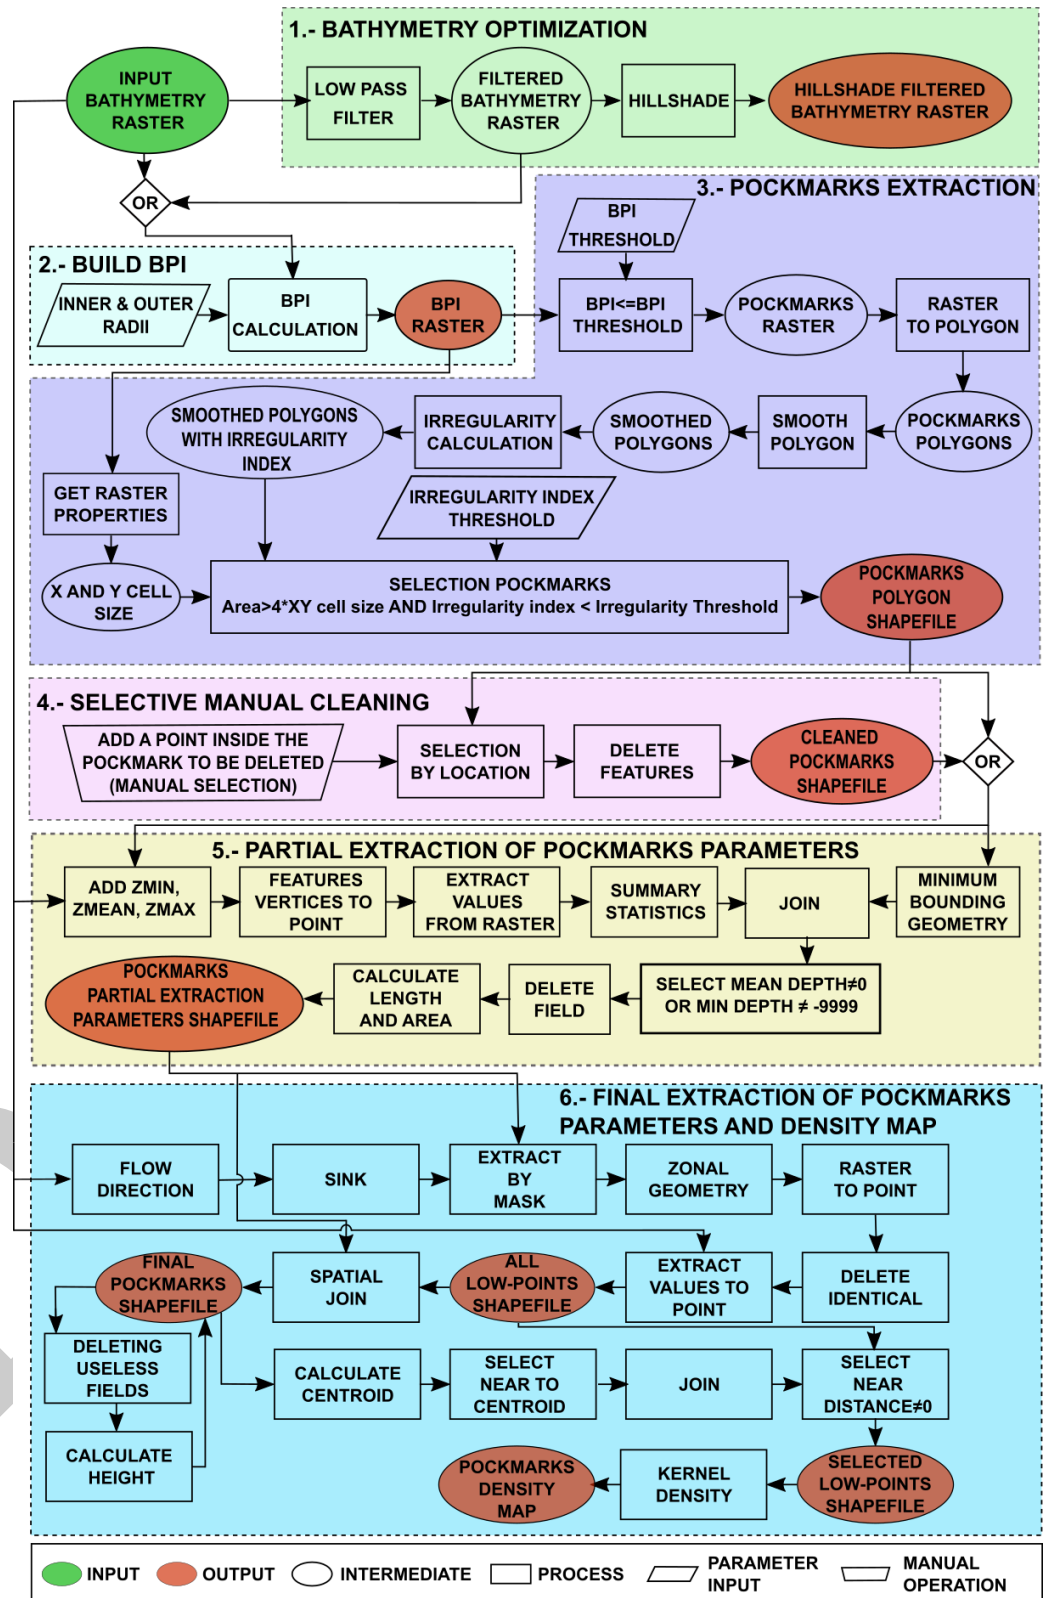 1.- BATHYMETRY OPTIMIZATION
INPUT
BATHYMETRY
RASTER
LOW PASS
FILTER
FILTERED
BATHYMETRY
RASTER
HILLSHADE
HILLSHADE FILTERED
BATHYMETRY RASTER
OR
3.- POCKMARKS EXTRACTION
BPI
THRESHOLD
2.- BUILD BPI
INNER & OUTER
RADII
BPI
CALCULATION
BPI
RASTER
BPI<=BPI
THRESHOLD
POCKMARKS
RASTER
RASTER
TO POLYGON
SMOOTHED POLYGONS
WITH IRREGULARITY
INDEX
IRREGULARITY
CALCULATION
SMOOTHED
POLYGONS
SMOOTH
POLYGON
POCKMARKS
POLYGONS
GET RASTER
PROPERTIES
IRREGULARITY INDEX
THRESHOLD
X AND Y CELL
SIZE
SELECTION POCKMARKS
Area>4*XY cell size AND Irregularity index < Irregularity Threshold
POCKMARKS
POLYGON
SHAPEFILE
4.- SELECTIVE MANUAL CLEANING
ADD A POINT INSIDE THE
POCKMARK TO BE DELETED
(MANUAL SELECTION)
SELECTION
BY LOCATION
DELETE
FEATURES
CLEANED
POCKMARKS
SHAPEFILE
OR
5.- PARTIAL EXTRACTION OF POCKMARKS PARAMETERS
ADD ZMIN,
ZMEAN, ZMAX
FEATURES
VERTICES TO
POINT
EXTRACT
VALUES
FROM RASTER
SUMMARY
STATISTICS
JOIN
MINIMUM
BOUNDING
GEOMETRY
POCKMARKS
PARTIAL EXTRACTION
PARAMETERS SHAPEFILE
CALCULATE
LENGTH
AND AREA
DELETE
FIELD
SELECT MEAN DEPTH≠0
OR MIN DEPTH ≠ -9999
6.- FINAL EXTRACTION OF POCKMARKS
PARAMETERS AND DENSITY MAP
FLOW
DIRECTION
SINK
EXTRACT
BY
MASK
ZONAL
GEOMETRY
RASTER
TO POINT
FINAL
POCKMARKS
SHAPEFILE
SPATIAL
JOIN
ALL
LOW-POINTS
SHAPEFILE
EXTRACT
VALUES TO
POINT
DELETE
IDENTICAL
DELETING
USELESS
FIELDS
CALCULATE
CENTROID
SELECT
NEAR TO
CENTROID
JOIN
SELECT
NEAR
DISTANCE≠0
CALCULATE
HEIGHT
POCKMARKS
DENSITY
MAP
KERNEL
DENSITY
SELECTED
LOW-POINTS
SHAPEFILE
INPUT
OUTPUT
INTERMEDIATE
PROCESS
PARAMETER
INPUT
MANUAL
OPERATION